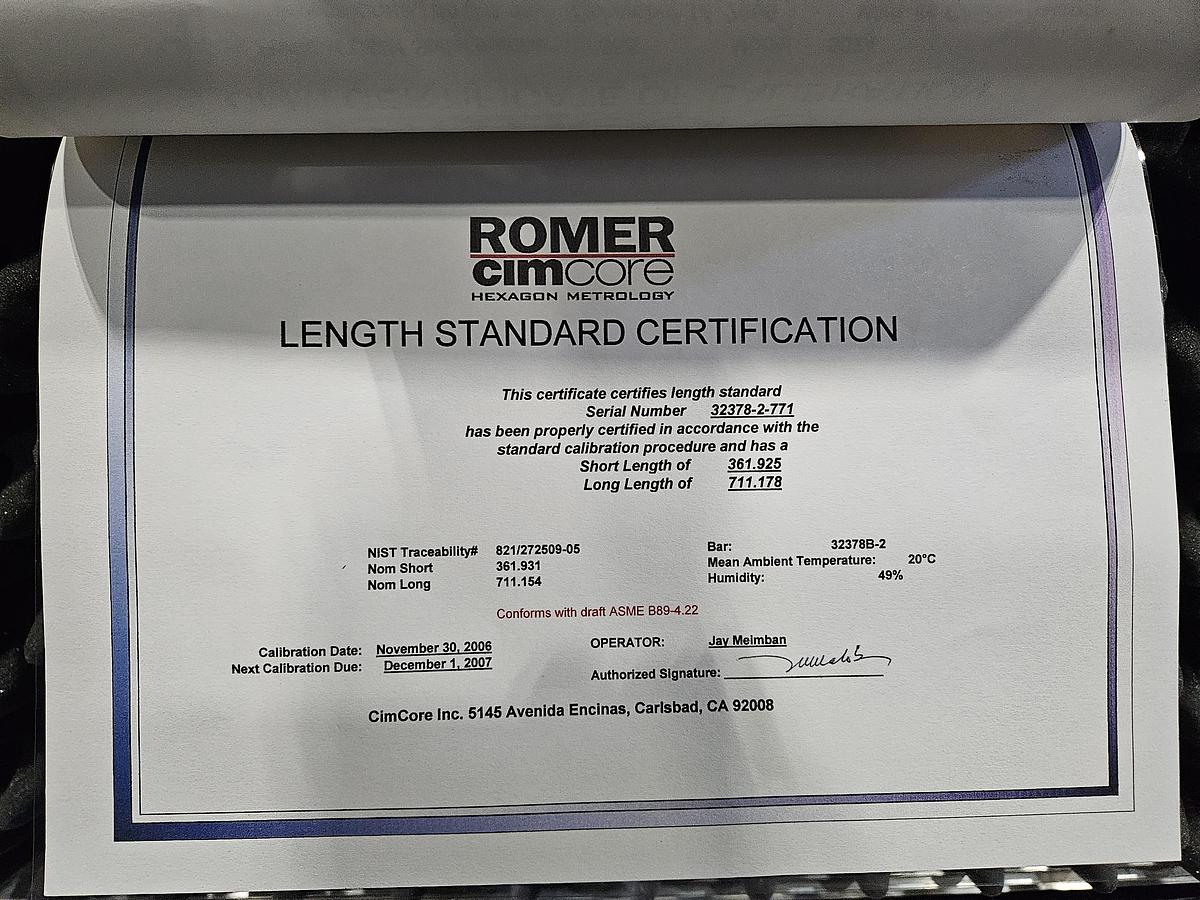 ROMER
cimcore
HEXAGON METROLOGY
LENGTH STANDARD CERTIFICATION
This certificate certifies length standard
Serial Number 32378-2-771
has been properly certified in accordance with the
standard calibration procedure and has a
Short Length of 361.925
Long Length of 711.178
NIST Traceability# 821/272509-05
Nom Short 361.931
Nom Long 711.154
Bar: 32378B-2
Mean Ambient Temperature: 20°C
Humidity: 49%
Conforms with draft ASME B89-4.22
Calibration Date: November 30, 2006
Next Calibration Due: December 1, 2007
OPERATOR: Jay Meimban
Authorized Signature:
CimCore Inc. 5145 Avenida Encinas, Carlsbad, CA 92008